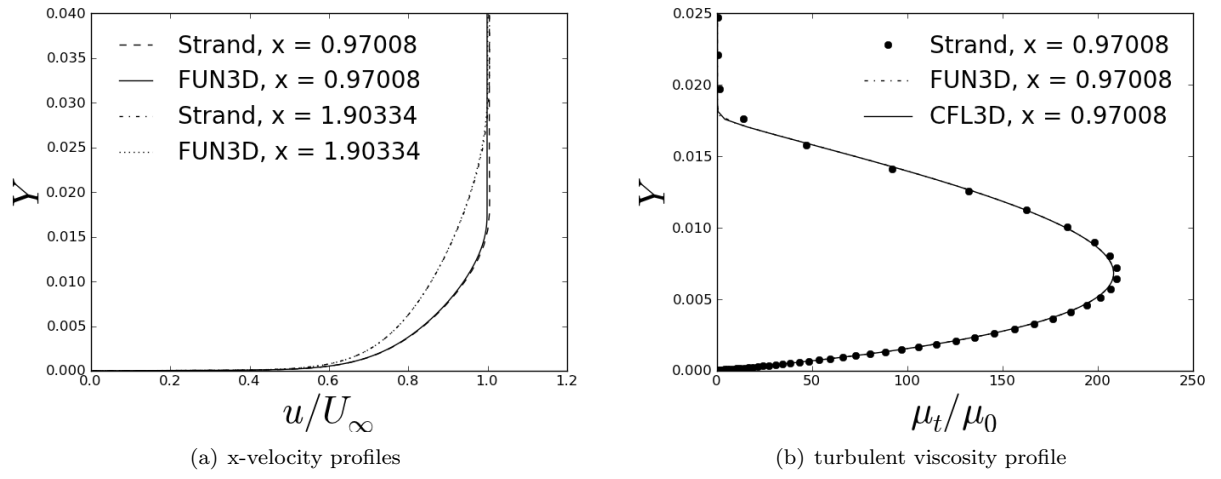 0.040
0.035
0.030
0.025
0.020
0.015
0.010
0.005
0.000
Y
Strand, x = 0.97008
FUN3D, x = 0.97008
Strand, x = 1.90334
FUN3D, x = 1.90334
0.0 0.2 0.4 0.6 0.8 1.0 1.2
u/U∞
(a) x-velocity profiles
0.025
0.020
0.015
0.010
0.005
0.000
Y
Strand, x = 0.97008
FUN3D, x = 0.97008
CFL3D, x = 0.97008
0 50 100 150 200 250
μt/μ0
(b) turbulent viscosity profile